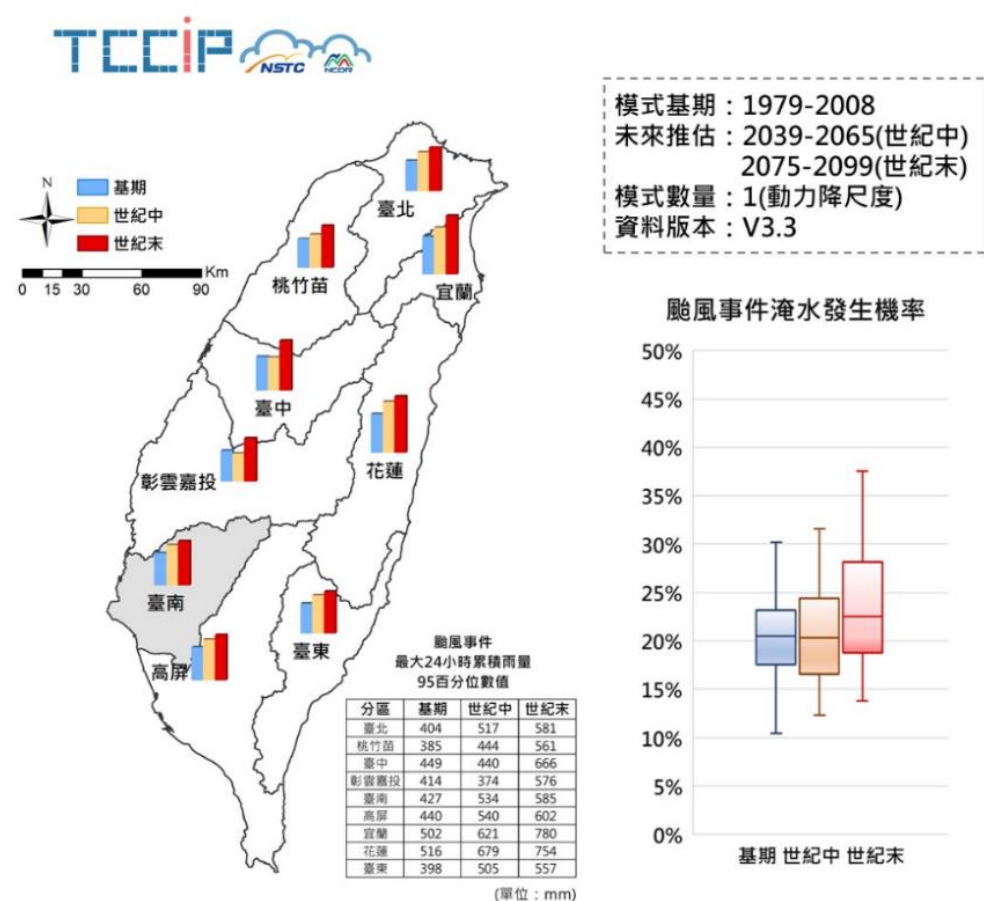 TCCiP
NSTC
NCDR
模式基期：1979-2008
未來推估：2039-2065(世紀中)
2075-2099(世紀末)
模式數量：1(動力降尺度)
資料版本：V3.3
N
基期
世紀中
世紀末
0 15 30 60 90 Km
臺北
桃竹苗
宜蘭
臺中
花蓮
彰雲嘉投
臺南
臺東
高屏
颱風事件
最大24小時累積雨量
95百分位數值
分區 基期 世紀中 世紀末
臺北 404 517 581
桃竹苗 385 444 561
臺中 449 440 666
彰雲嘉投 414 374 576
臺南 427 534 585
高屏 440 540 602
宜蘭 502 621 780
花蓮 516 679 754
臺東 398 505 557
(單位：mm)
颱風事件淹水發生機率
50%
45%
40%
35%
30%
25%
20%
15%
10%
5%
0%
基期 世紀中 世紀末